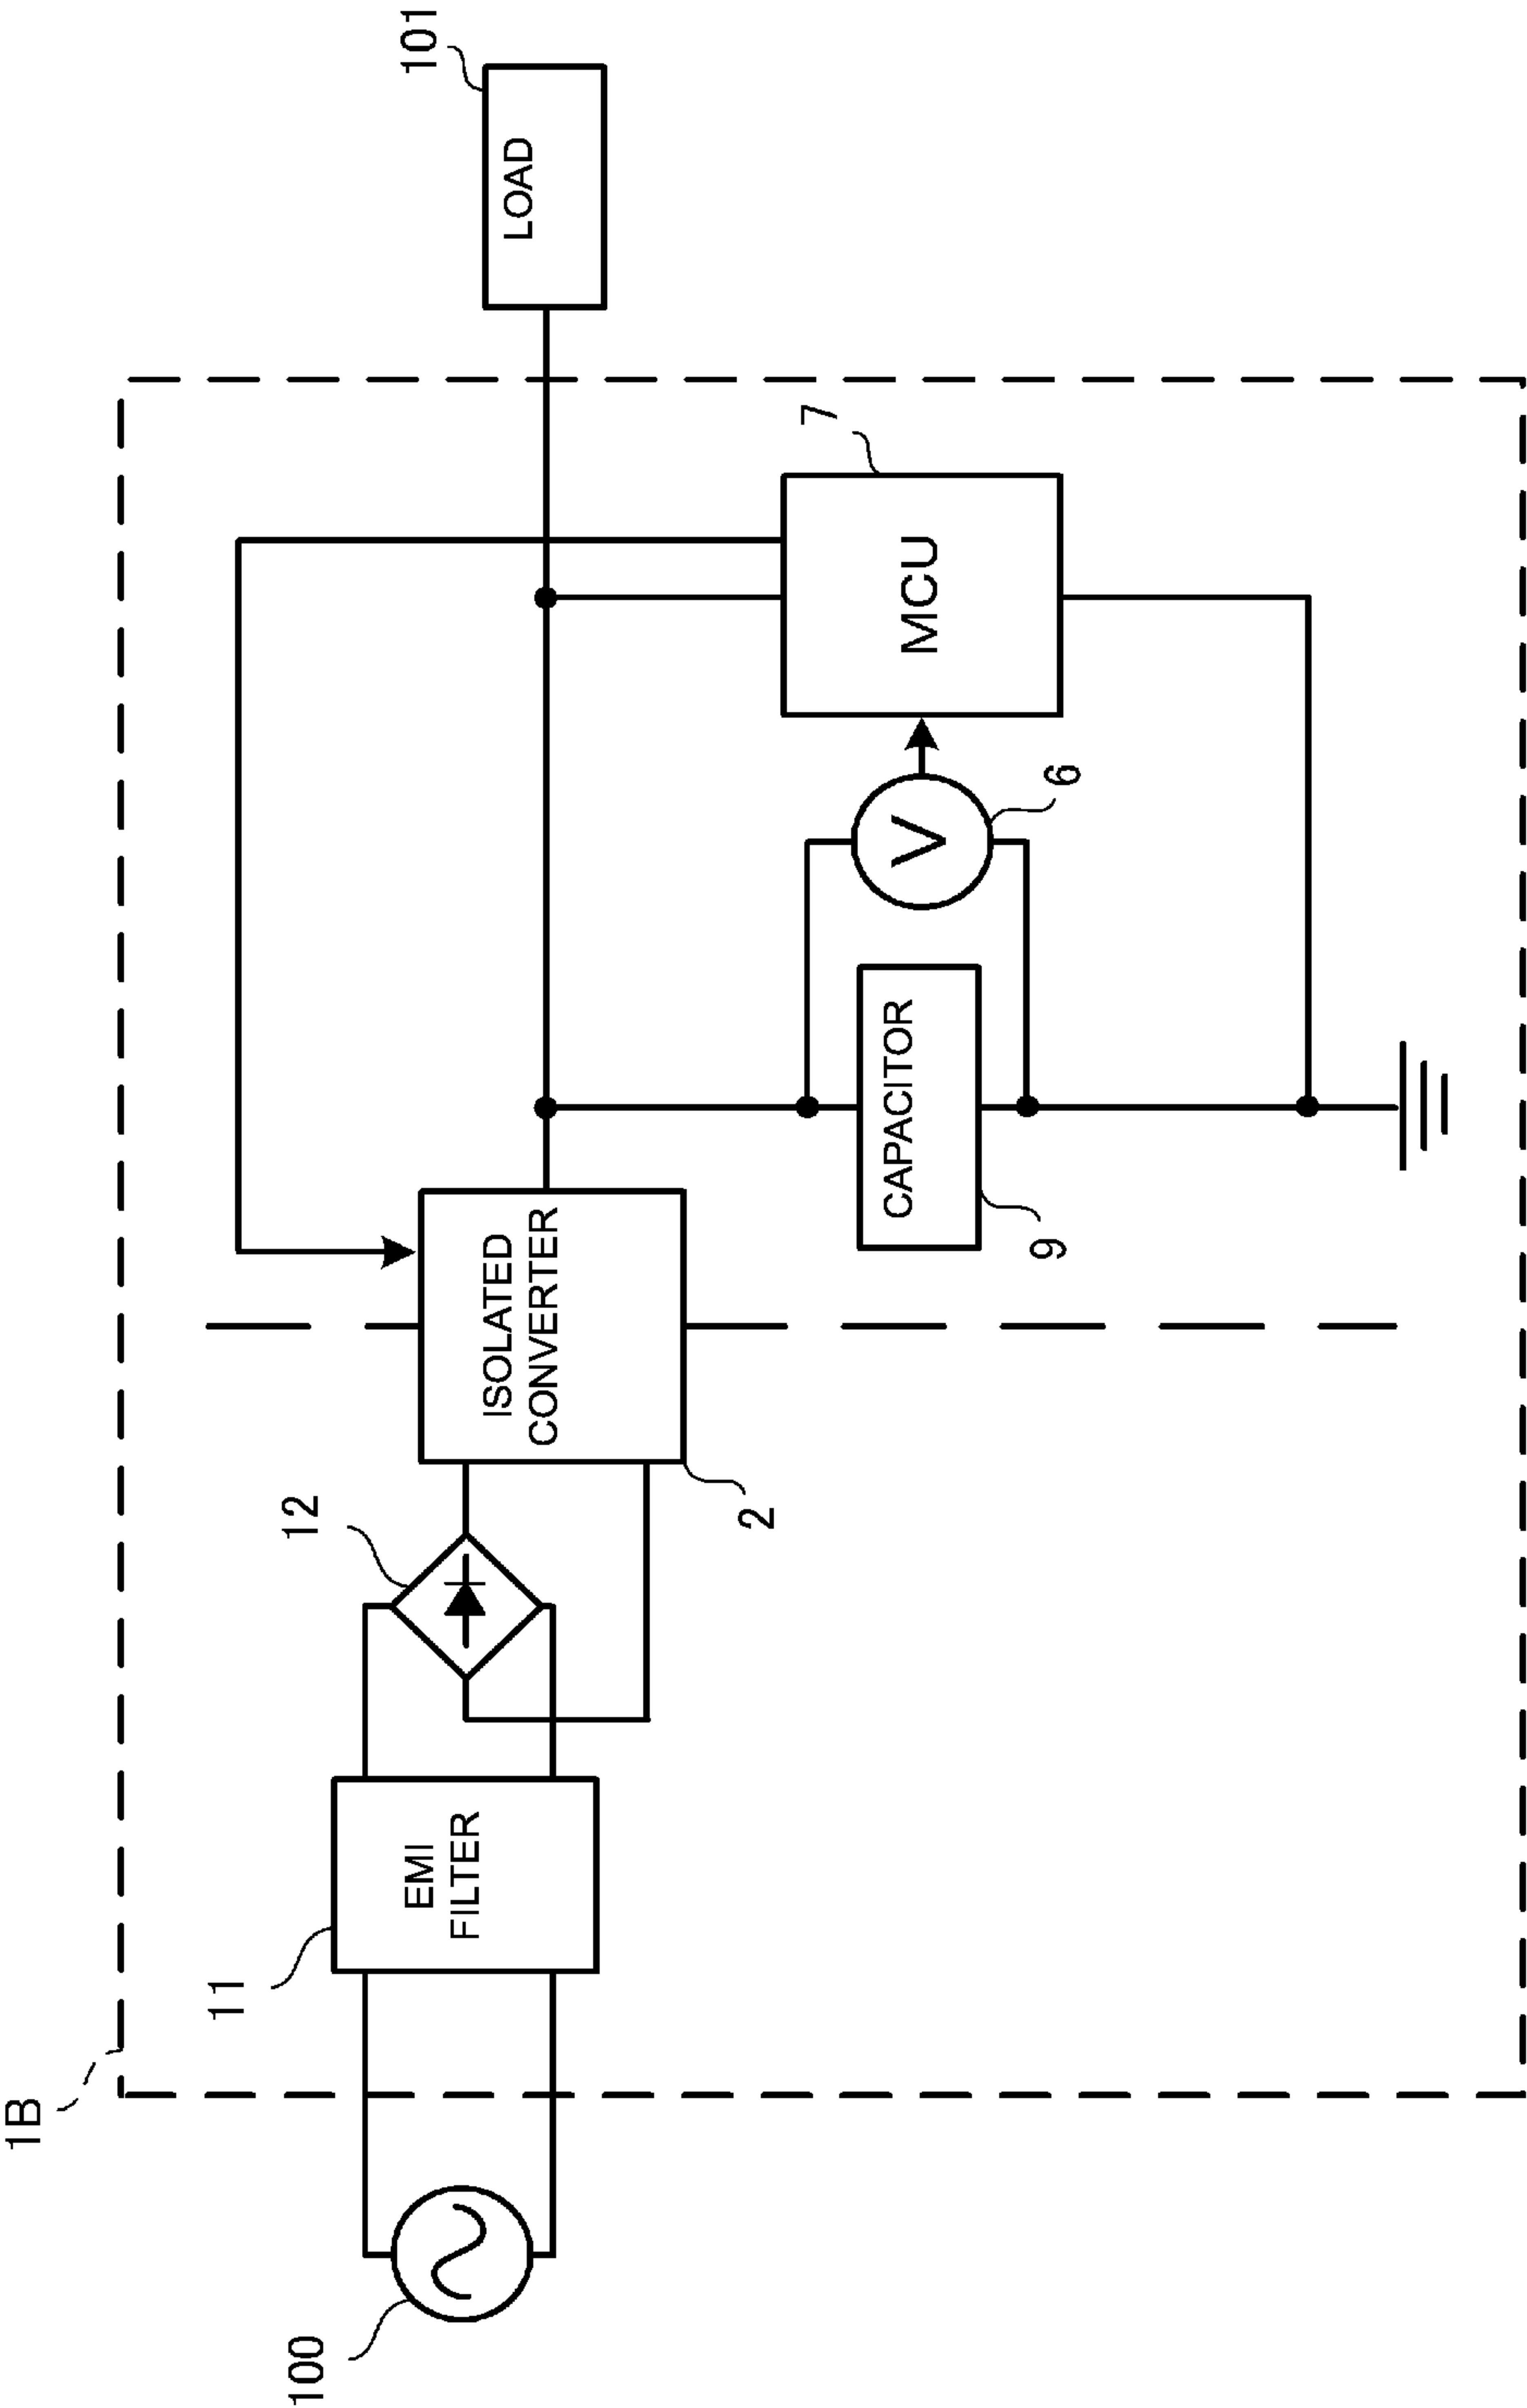 1B
100
11
EMI
FILTER
12
ISOLATED
CONVERTER
2
CAPACITOR
9
V
6
MCU
7
LOAD
101